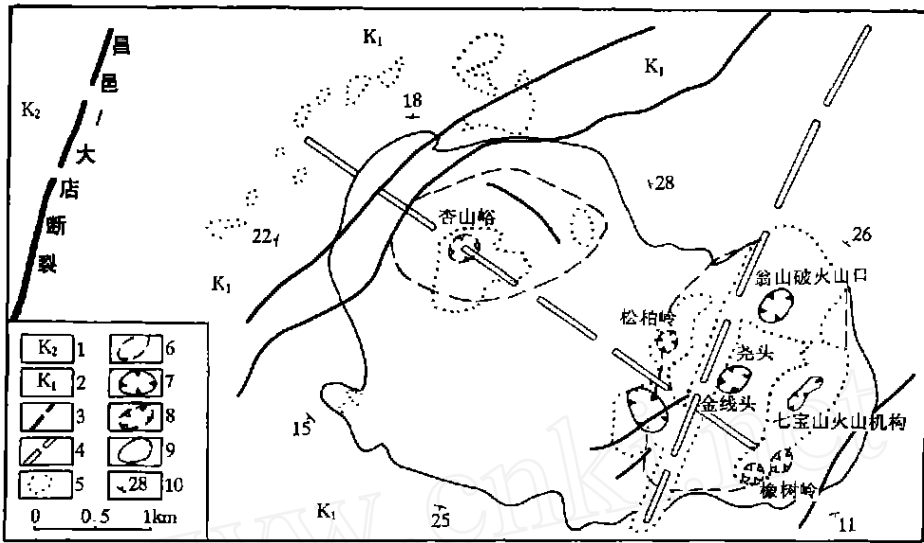 昌邑—大店断裂
K₂
K₁
K₁
18
28
26
22
K₁
杏山峪
翁山破火山口
松柏岭
尧头
金线头
七宝山火山机构
橡树岭
15
K₁
25
11
K₂ 1
K₁ 2
3
4
5
6
7
8
9
28 10
0 0.5 1km
www.cnki.net